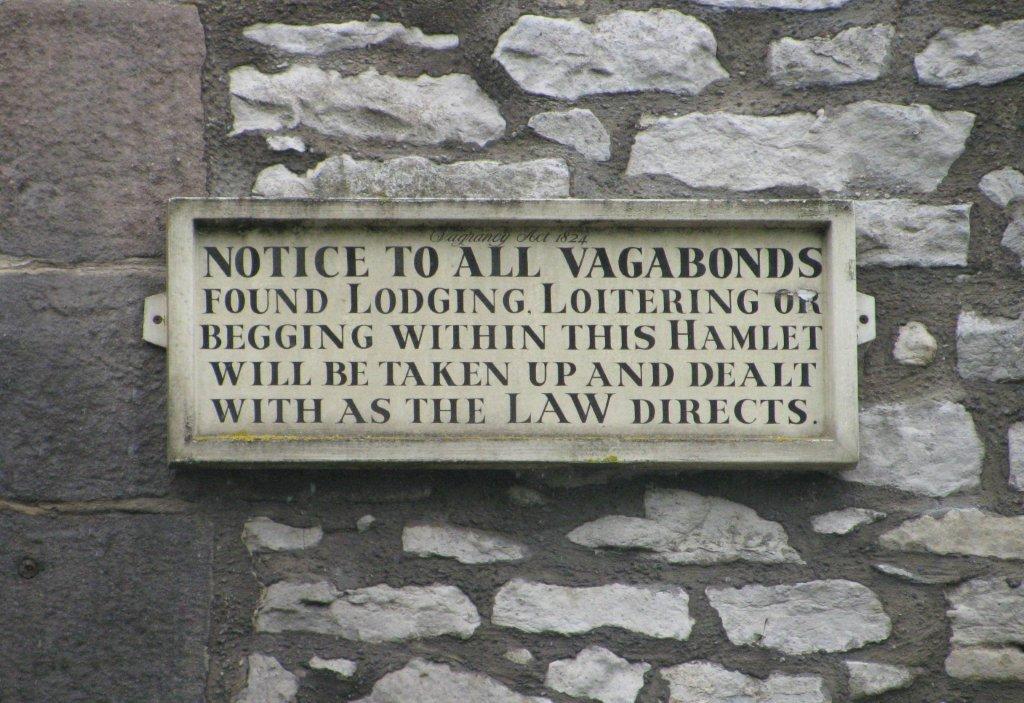 Vagrancy Act 1824
NOTICE TO ALL VAGABONDS
FOUND LODGING, LOITERING OR
BEGGING WITHIN THIS HAMLET
WILL BE TAKEN UP AND DEALT
WITH AS THE LAW DIRECTS.